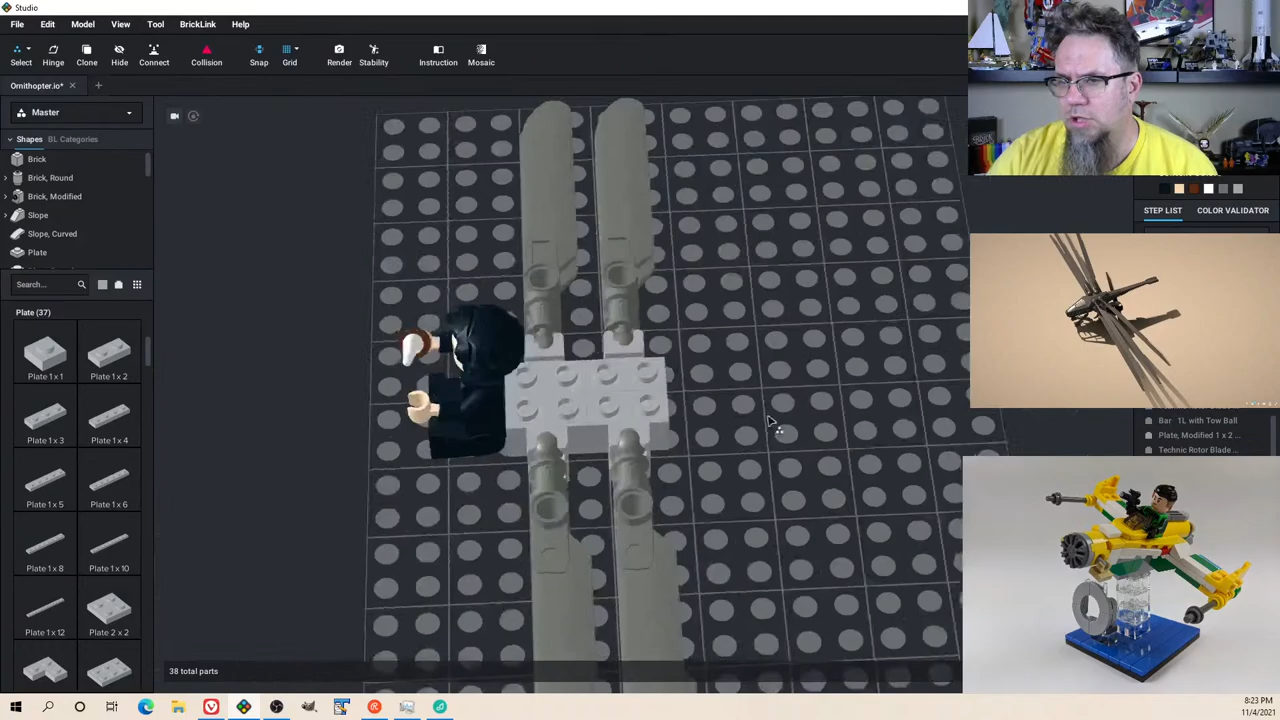 Studio
File Edit Model View Tool BrickLink Help
Select Hinge Clone Hide Connect Collision Snap Grid Render Stability Instruction Mosaic
Ornithopter.io*
Master
Shapes BL Categories
Brick
Brick, Round
Brick, Modified
Slope
Slope, Curved
Plate
Search...
Plate (37)
Plate 1 x 1 Plate 1 x 2
Plate 1 x 3 Plate 1 x 4
Plate 1 x 5 Plate 1 x 6
Plate 1 x 8 Plate 1 x 10
Plate 1 x 12 Plate 2 x 2
38 total parts
STEP LIST COLOR VALIDATOR
Bar 1L with Tow Ball
Plate, Modified 1 x 2 ...
Technic Rotor Blade ...
8:23 PM
11/4/2021